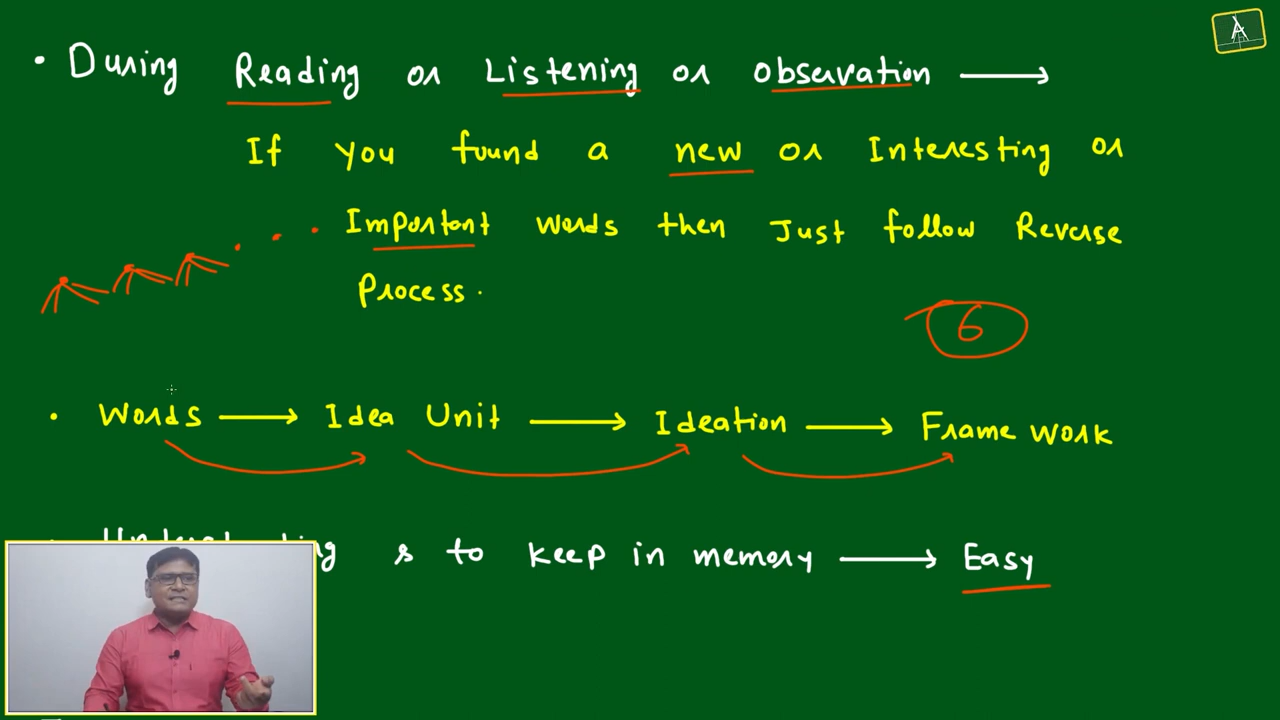 • During Reading or Listening or Observation →
If you found a new or Interesting or
Important words then Just follow Reverse
Process.
6
• Words → Idea Unit → Ideation → Frame work
& to keep in memory → Easy
A